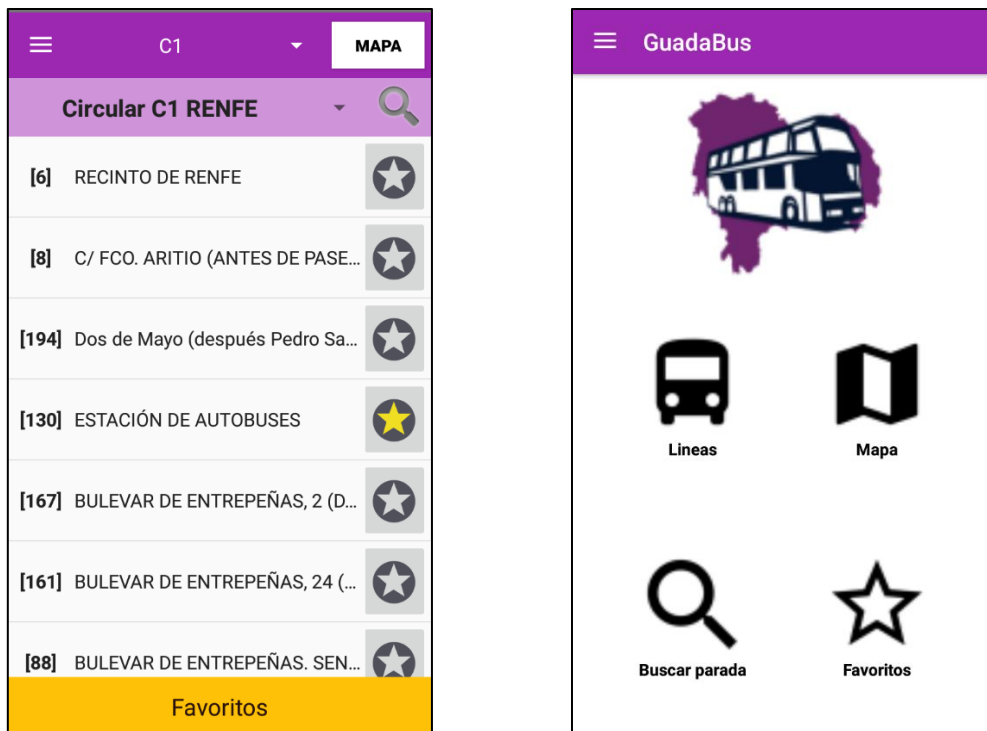 C1
MAPA
Circular C1 RENFE
[6] RECINTO DE RENFE
[8] C/ FCO. ARITIO (ANTES DE PASE...
[194] Dos de Mayo (después Pedro Sa...
[130] ESTACIÓN DE AUTOBUSES
[167] BULEVAR DE ENTREPEÑAS, 2 (D...
[161] BULEVAR DE ENTREPEÑAS, 24 (...
[88] BULEVAR DE ENTREPEÑAS. SEN...
Favoritos
GuadaBus
Lineas
Mapa
Buscar parada
Favoritos